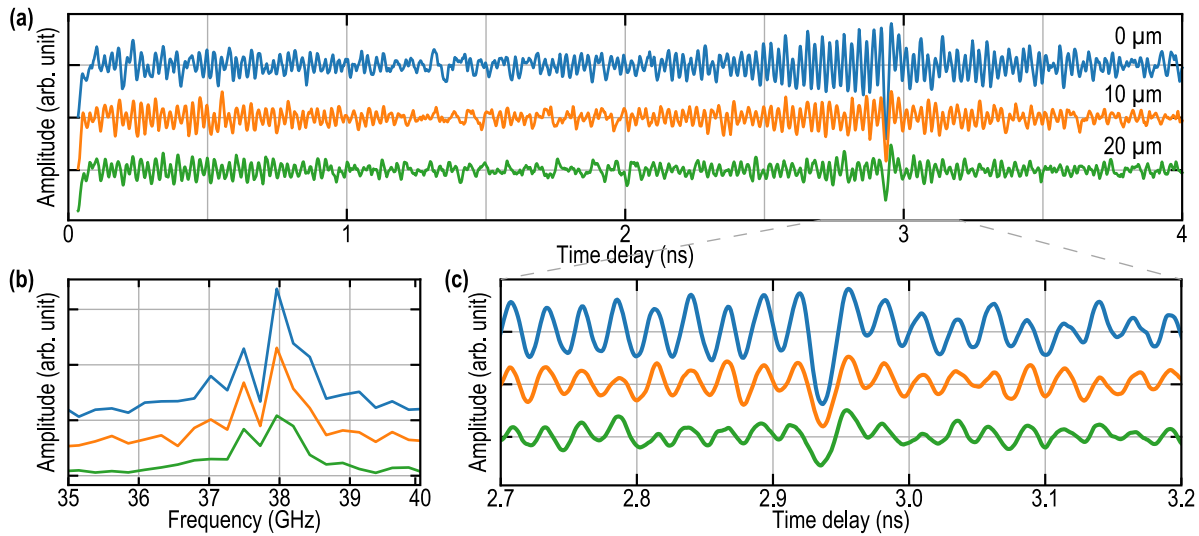 (a)
Amplitude (arb. unit)
0 μm
10 μm
20 μm
0 1 2 3 4
Time delay (ns)
(b)
Amplitude (arb. unit)
35 36 37 38 39 40
Frequency (GHz)
(c)
Amplitude (arb. unit)
2.7 2.8 2.9 3.0 3.1 3.2
Time delay (ns)